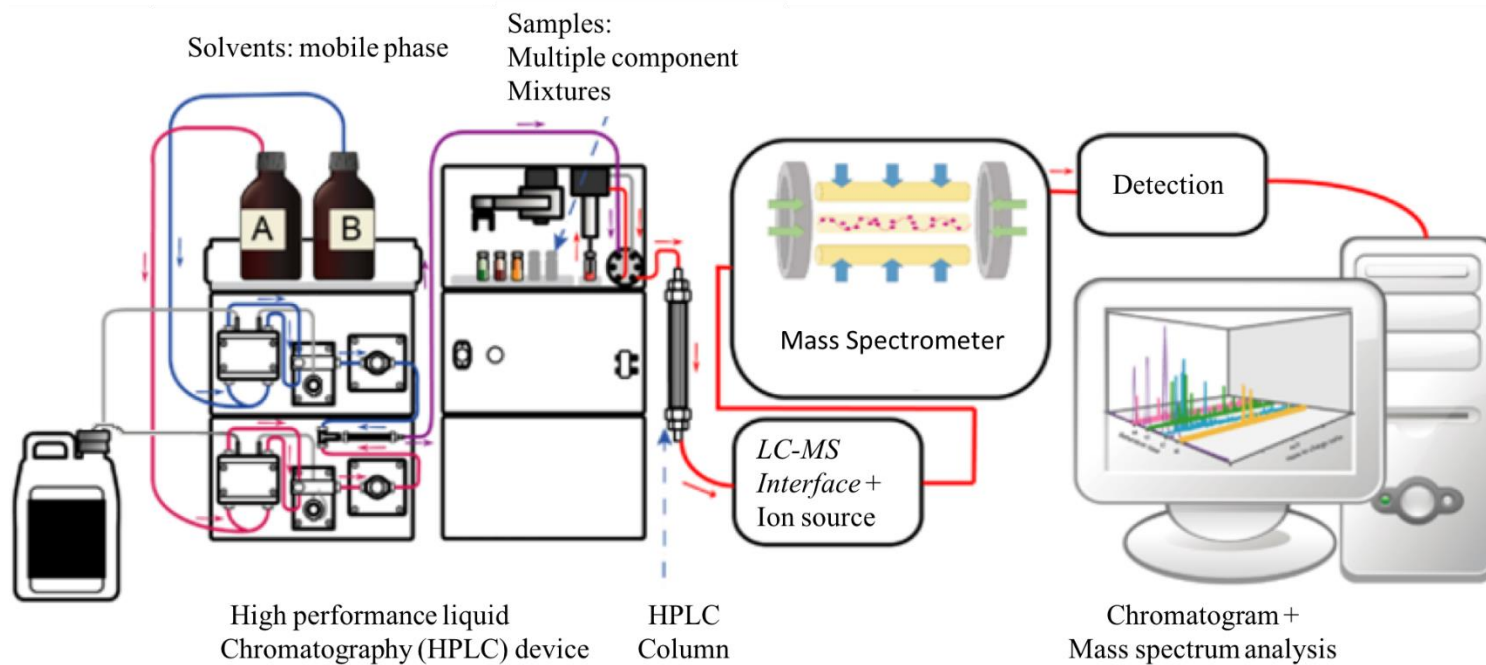 Solvents: mobile phase
Samples:
Multiple component
Mixtures
A
B
Mass Spectrometer
Detection
LC-MS
Interface +
Ion source
High performance liquid
Chromatography (HPLC) device
HPLC
Column
Chromatogram +
Mass spectrum analysis